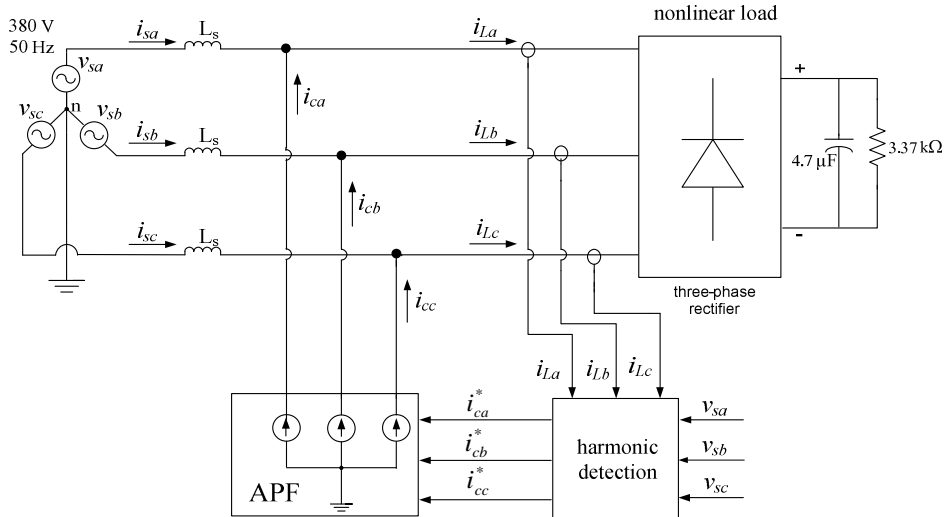 nonlinear load
380 V
50 Hz
i_sa
L_s
i_La
v_sa
+
i_ca
v_sc
n
v_sb
i_sb
L_s
i_Lb
4.7 μF
3.37 kΩ
i_cb
i_sc
L_s
i_Lc
-
three-phase
rectifier
i_cc
i_La
i_Lb
i_Lc
i*_ca
v_sa
i*_cb
harmonic
detection
v_sb
APF
i*_cc
v_sc